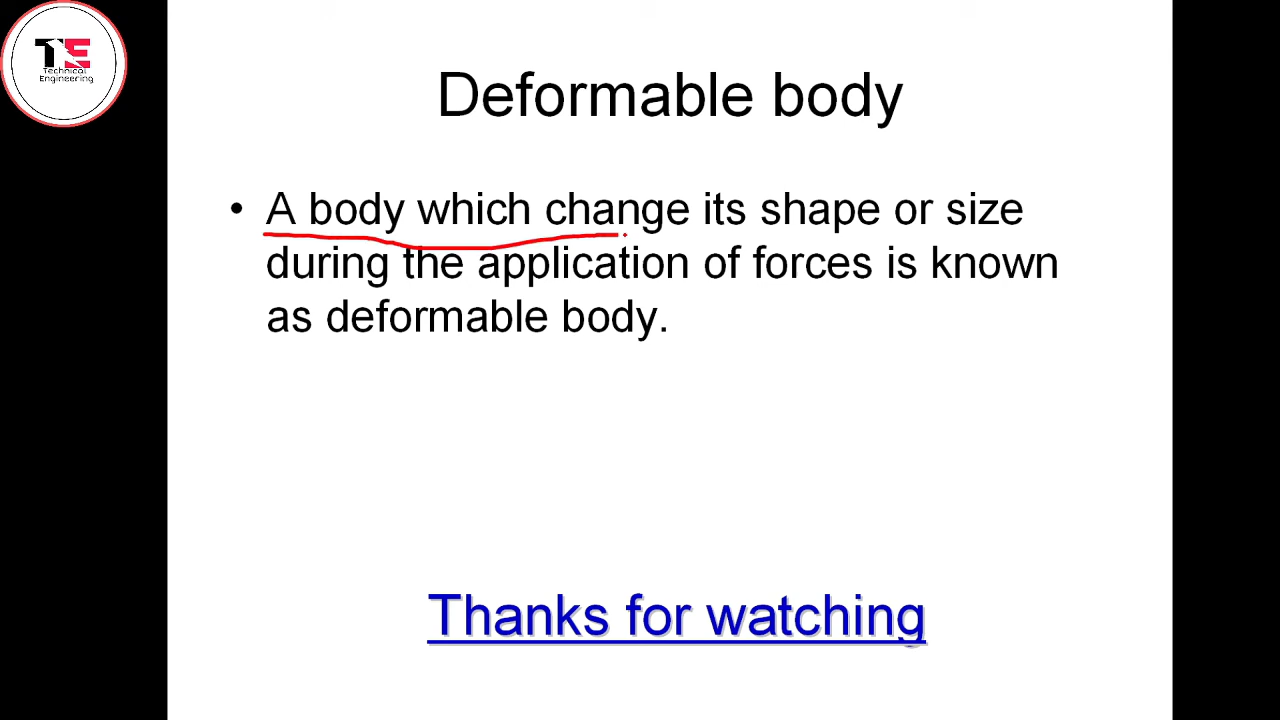 TE
Technical
Engineering
Deformable body
• A body which change its shape or size
during the application of forces is known
as deformable body.
Thanks for watching